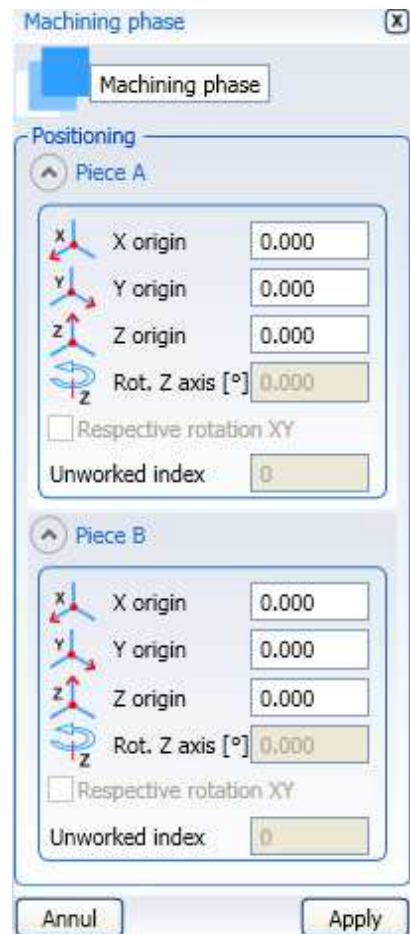 Machining phase
Machining phase
Positioning
Piece A
X X origin 0.000
Y Y origin 0.000
Z Z origin 0.000
Z Rot. Z axis [°] 0.000
Respective rotation XY
Unworked index 0
Piece B
X X origin 0.000
Y Y origin 0.000
Z Z origin 0.000
Z Rot. Z axis [°] 0.000
Respective rotation XY
Unworked index 0
Annul Apply